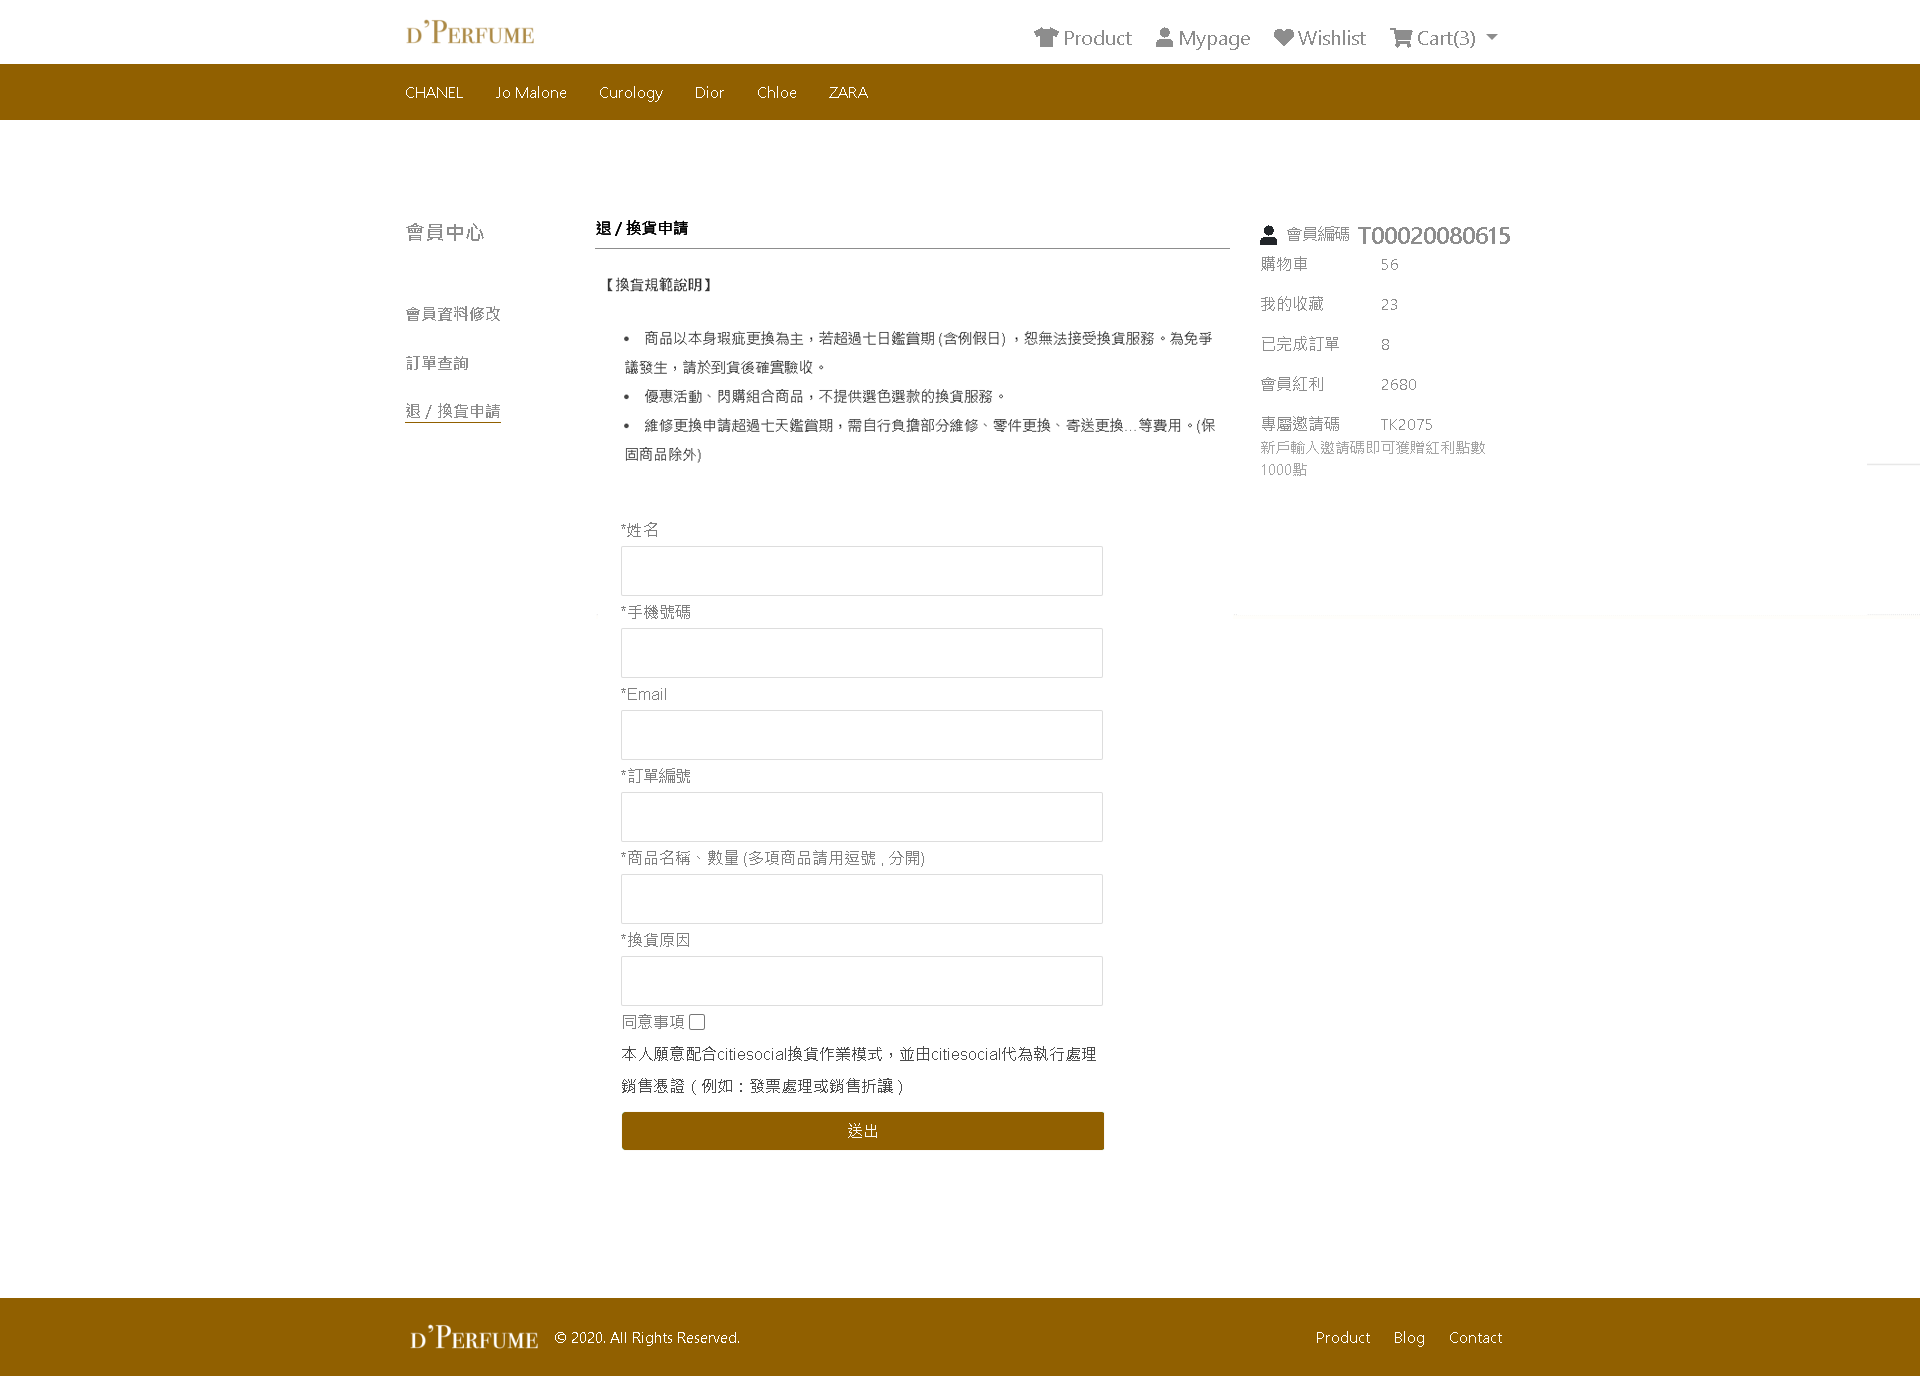 D'PERFUME
Product Mypage Wishlist Cart(3)
CHANEL Jo Malone Curology Dior Chloe ZARA
會員中心
會員資料修改
訂單查詢
退 / 換貨申請
退 / 換貨申請
【換貨規範說明】
• 商品以本身瑕疵更換為主，若超過七日鑑賞期 (含例假日) ，恕無法接受換貨服務。為免爭
議發生，請於到貨後確實驗收。
• 優惠活動、閃購組合商品，不提供選色選款的換貨服務。
• 維修更換申請超過七天鑑賞期，需自行負擔部分維修、零件更換、寄送更換...等費用。(保
固商品除外)
*姓名
*手機號碼
*Email
*訂單編號
*商品名稱、數量 (多項商品請用逗號 , 分開)
*換貨原因
同意事項
本人願意配合citiesocial換貨作業模式，並由citiesocial代為執行處理
銷售憑證（例如：發票處理或銷售折讓）
送出
會員編碼 T00020080615
購物車 56
我的收藏 23
已完成訂單 8
會員紅利 2680
專屬邀請碼 TK2075
新戶輸入邀請碼即可獲贈紅利點數
1000點
D'PERFUME © 2020. All Rights Reserved.
Product Blog Contact